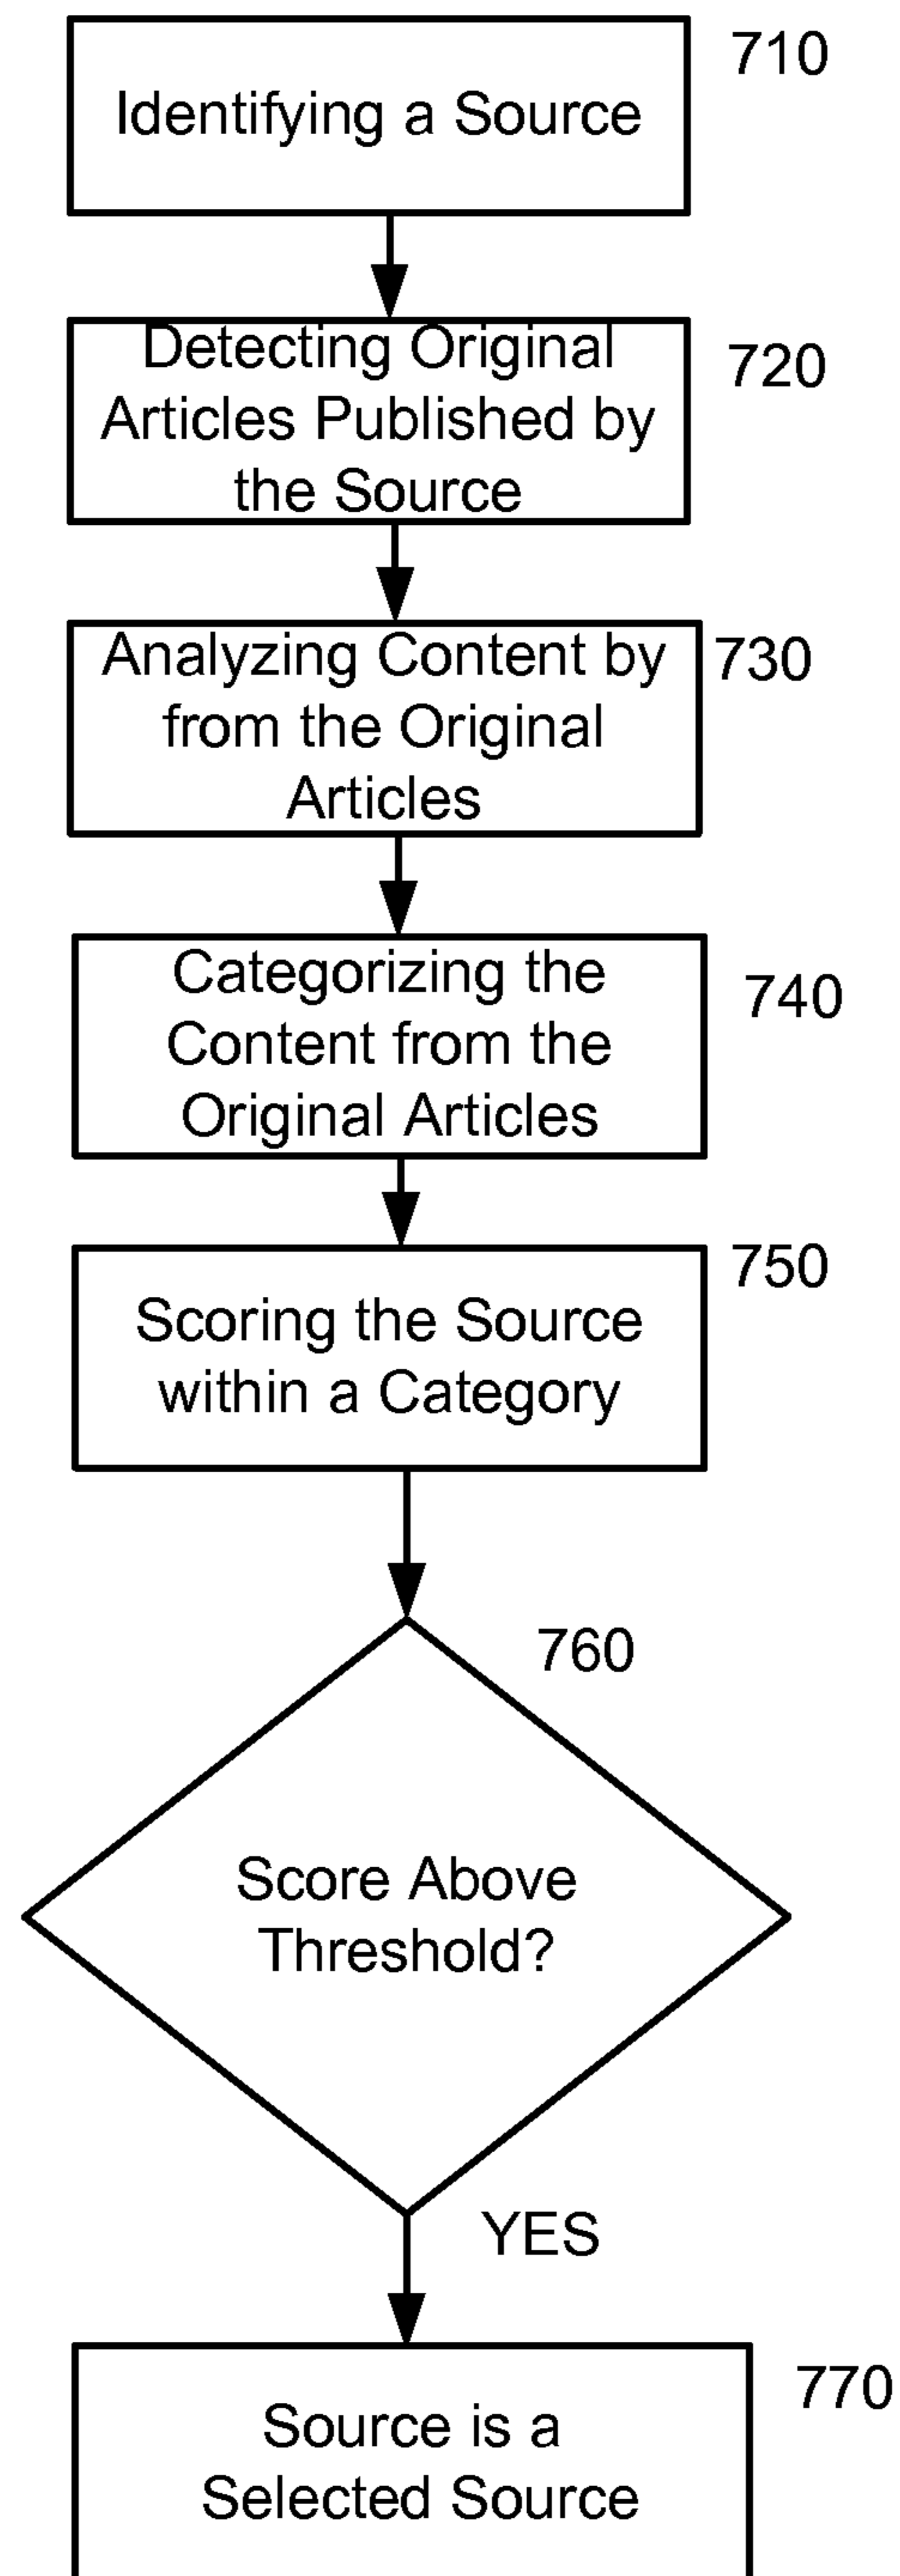 710
Identifying a Source
720
Detecting Original
Articles Published by
the Source
730
Analyzing Content by
from the Original
Articles
740
Categorizing the
Content from the
Original Articles
750
Scoring the Source
within a Category
760
Score Above
Threshold?
YES
770
Source is a
Selected Source